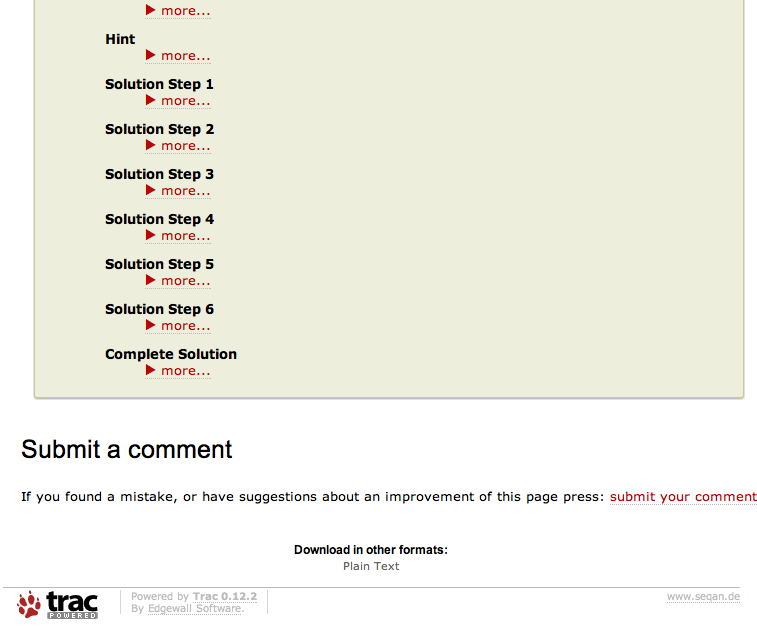 ▶ more...
Hint
▶ more...
Solution Step 1
▶ more...
Solution Step 2
▶ more...
Solution Step 3
▶ more...
Solution Step 4
▶ more...
Solution Step 5
▶ more...
Solution Step 6
▶ more...
Complete Solution
▶ more...
Submit a comment
If you found a mistake, or have suggestions about an improvement of this page press: submit your comment
Download in other formats:
Plain Text
trac
POWERED
Powered by Trac 0.12.2
By Edgewall Software.
www.seqan.de